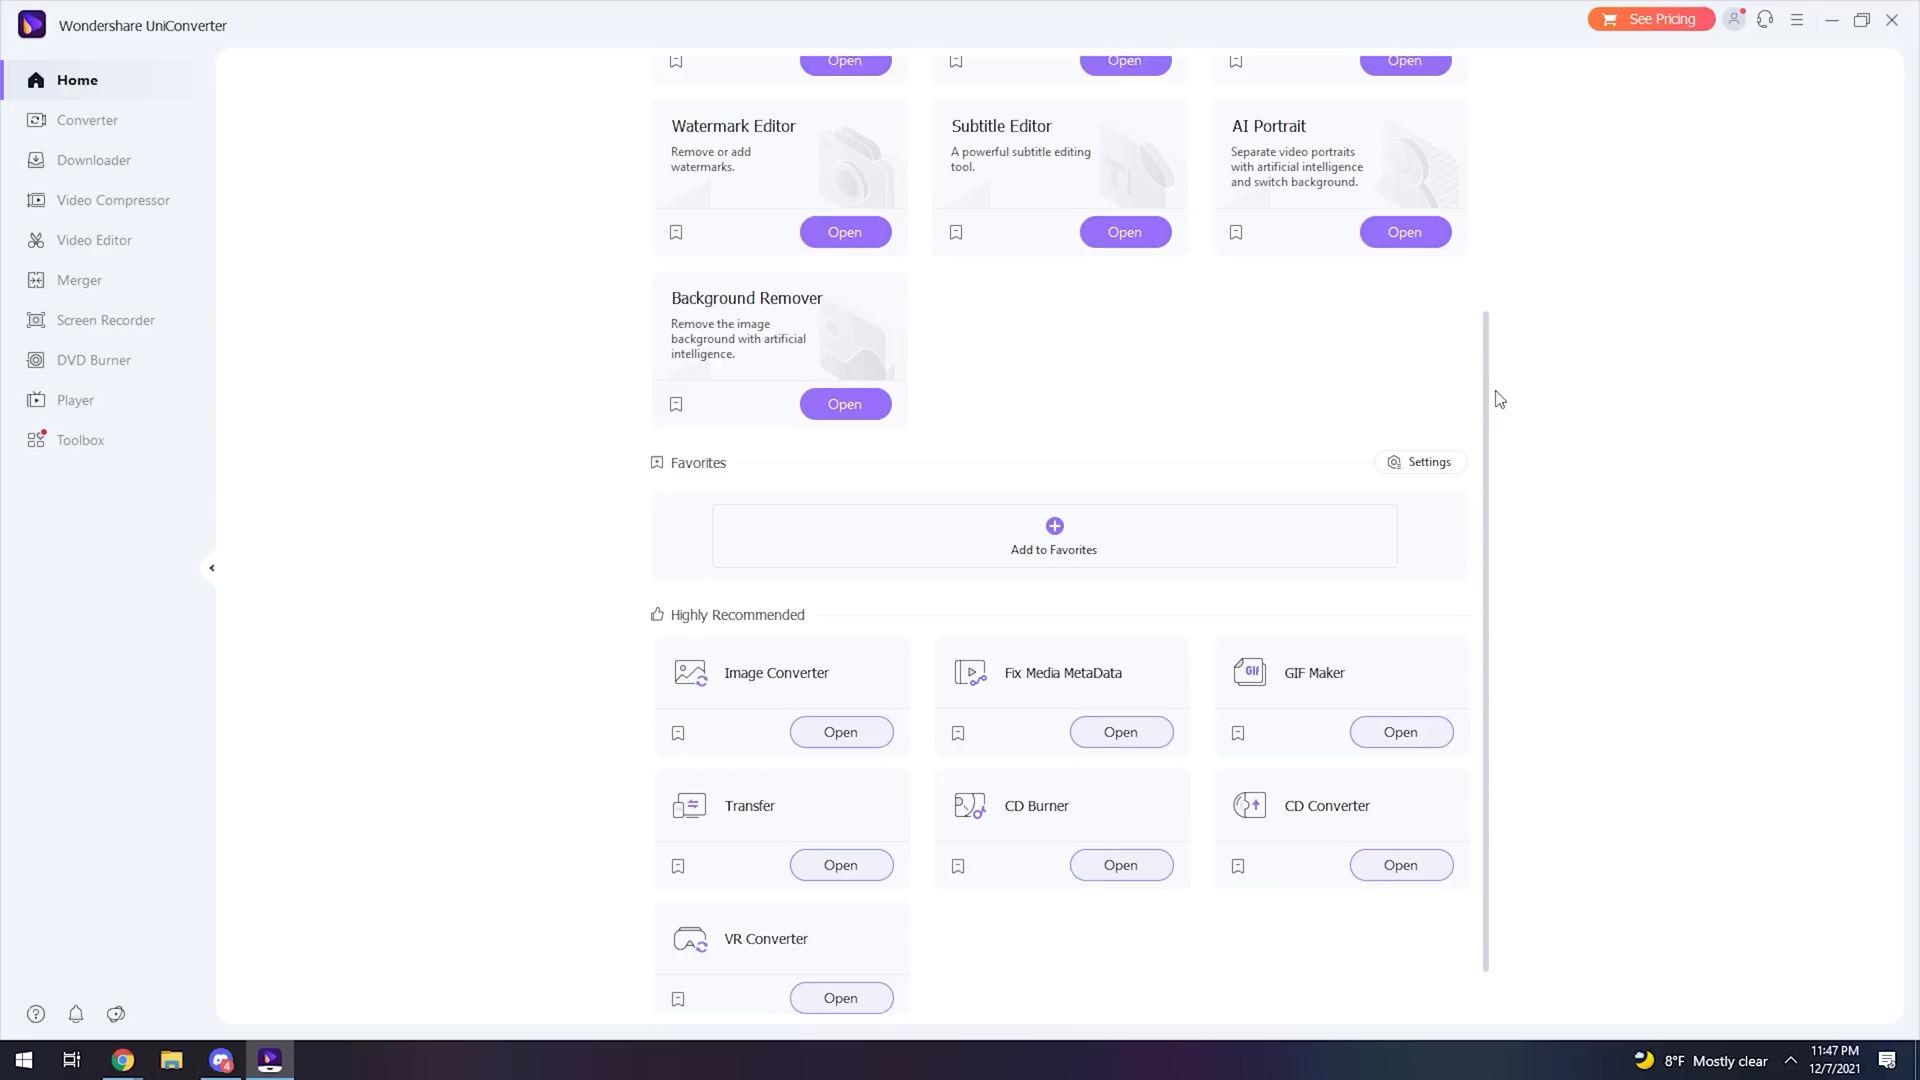 Wondershare UniConverter
See Pricing
Home
Converter
Downloader
Video Compressor
Video Editor
Merger
Screen Recorder
DVD Burner
Player
Toolbox
Open
Open
Open
Watermark Editor
Remove or add
watermarks.
Open
Subtitle Editor
A powerful subtitle editing
tool.
Open
AI Portrait
Separate video portraits
with artificial intelligence
and switch background.
Open
Background Remover
Remove the image
background with artificial
intelligence.
Open
Favorites
Settings
Add to Favorites
Highly Recommended
Image Converter
Open
Fix Media MetaData
Open
GIF
GIF Maker
Open
Transfer
Open
CD Burner
Open
CD Converter
Open
VR Converter
Open
4
8°F Mostly clear
11:47 PM
12/7/2021